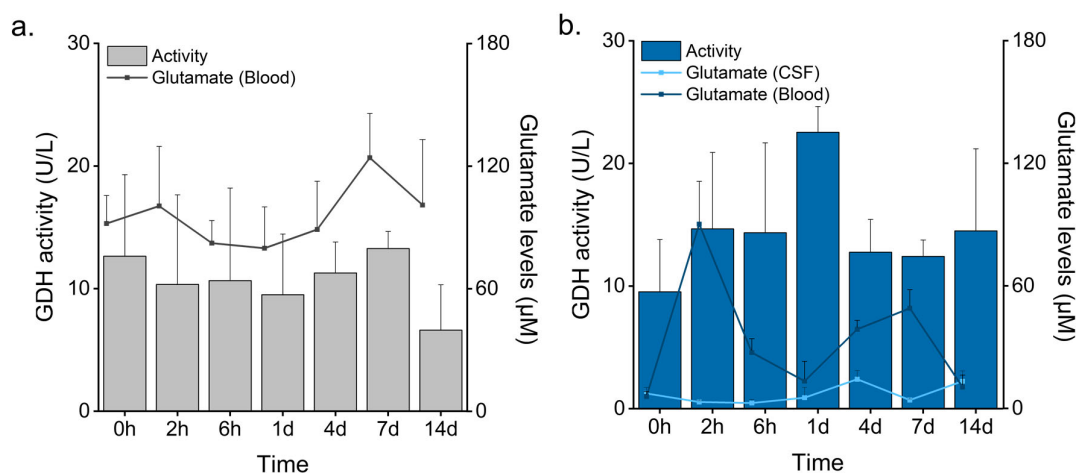 a.
30
20
10
0
GDH activity (U/L)
Activity
Glutamate (Blood)
180
120
60
0
Glutamate levels (µM)
0h 2h 6h 1d 4d 7d 14d
Time
b.
30
20
10
0
GDH activity (U/L)
Activity
Glutamate (CSF)
Glutamate (Blood)
180
120
60
0
Glutamate levels (µM)
0h 2h 6h 1d 4d 7d 14d
Time